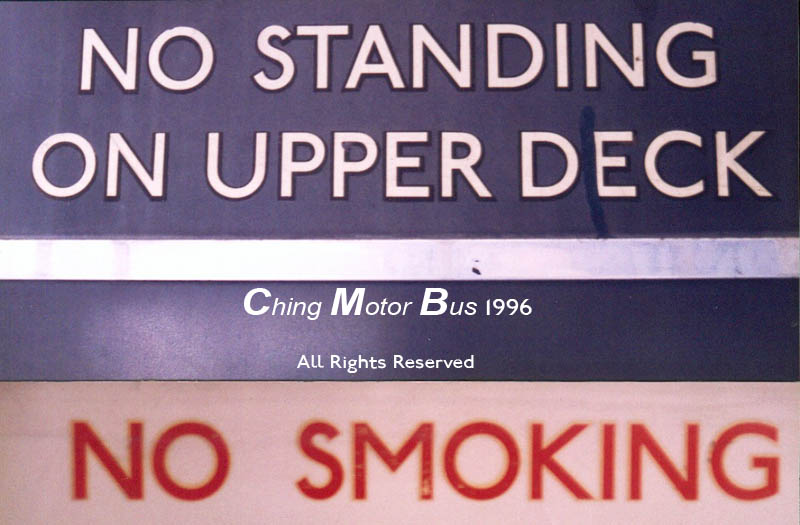 NO STANDING
ON UPPER DECK
Ching Motor Bus 1996
All Rights Reserved
NO SMOKING